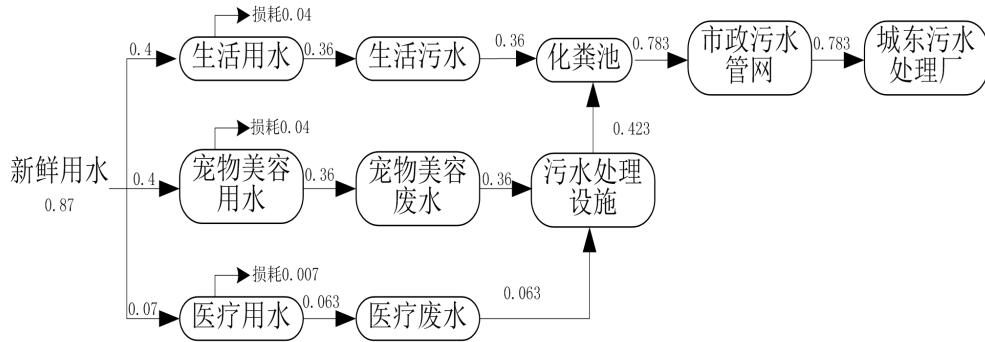 损耗0.04
0.4
生活用水
0.36
生活污水
0.36
化粪池
0.783
市政污水
管网
0.783
城东污水
处理厂
损耗0.04
0.423
新鲜用水
0.87
0.4
宠物美容
用水
0.36
宠物美容
废水
0.36
污水处理
设施
损耗0.007
0.07
医疗用水
0.063
医疗废水
0.063